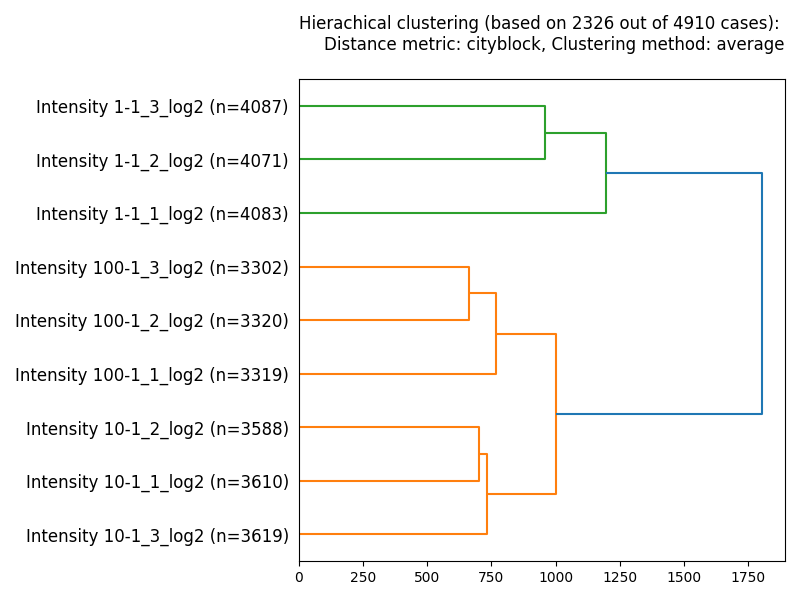 Hierachical clustering (based on 2326 out of 4910 cases):
Distance metric: cityblock, Clustering method: average
Intensity 1-1_3_log2 (n=4087)
Intensity 1-1_2_log2 (n=4071)
Intensity 1-1_1_log2 (n=4083)
Intensity 100-1_3_log2 (n=3302)
Intensity 100-1_2_log2 (n=3320)
Intensity 100-1_1_log2 (n=3319)
Intensity 10-1_2_log2 (n=3588)
Intensity 10-1_1_log2 (n=3610)
Intensity 10-1_3_log2 (n=3619)
0 250 500 750 1000 1250 1500 1750